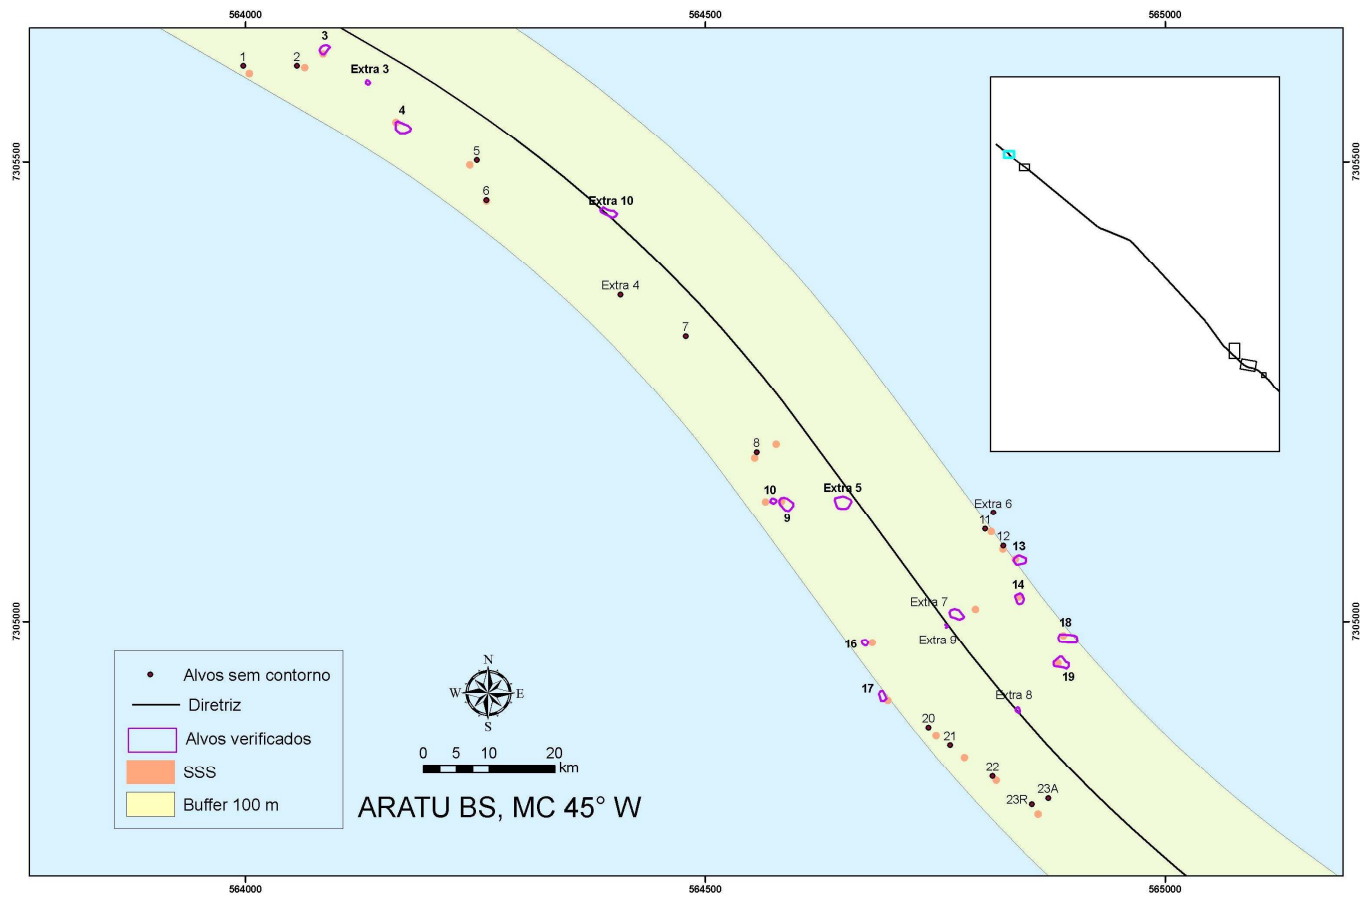 564000 564500 565000
3
1 2
Extra 3
4
7305500 7305500
5
6
Extra 10
Extra 4
7
8
10 Extra 5
9
Extra 6
11
12
13
14
Extra 7
18
Extra 9
16
19
17
Extra 8
20
21
22
23A
23R
7305000 7305000
Alvos sem contorno
Diretriz
Alvos verificados
SSS
Buffer 100 m
N
W E
S
0 5 10 20
km
ARATU BS, MC 45° W
564000 564500 565000